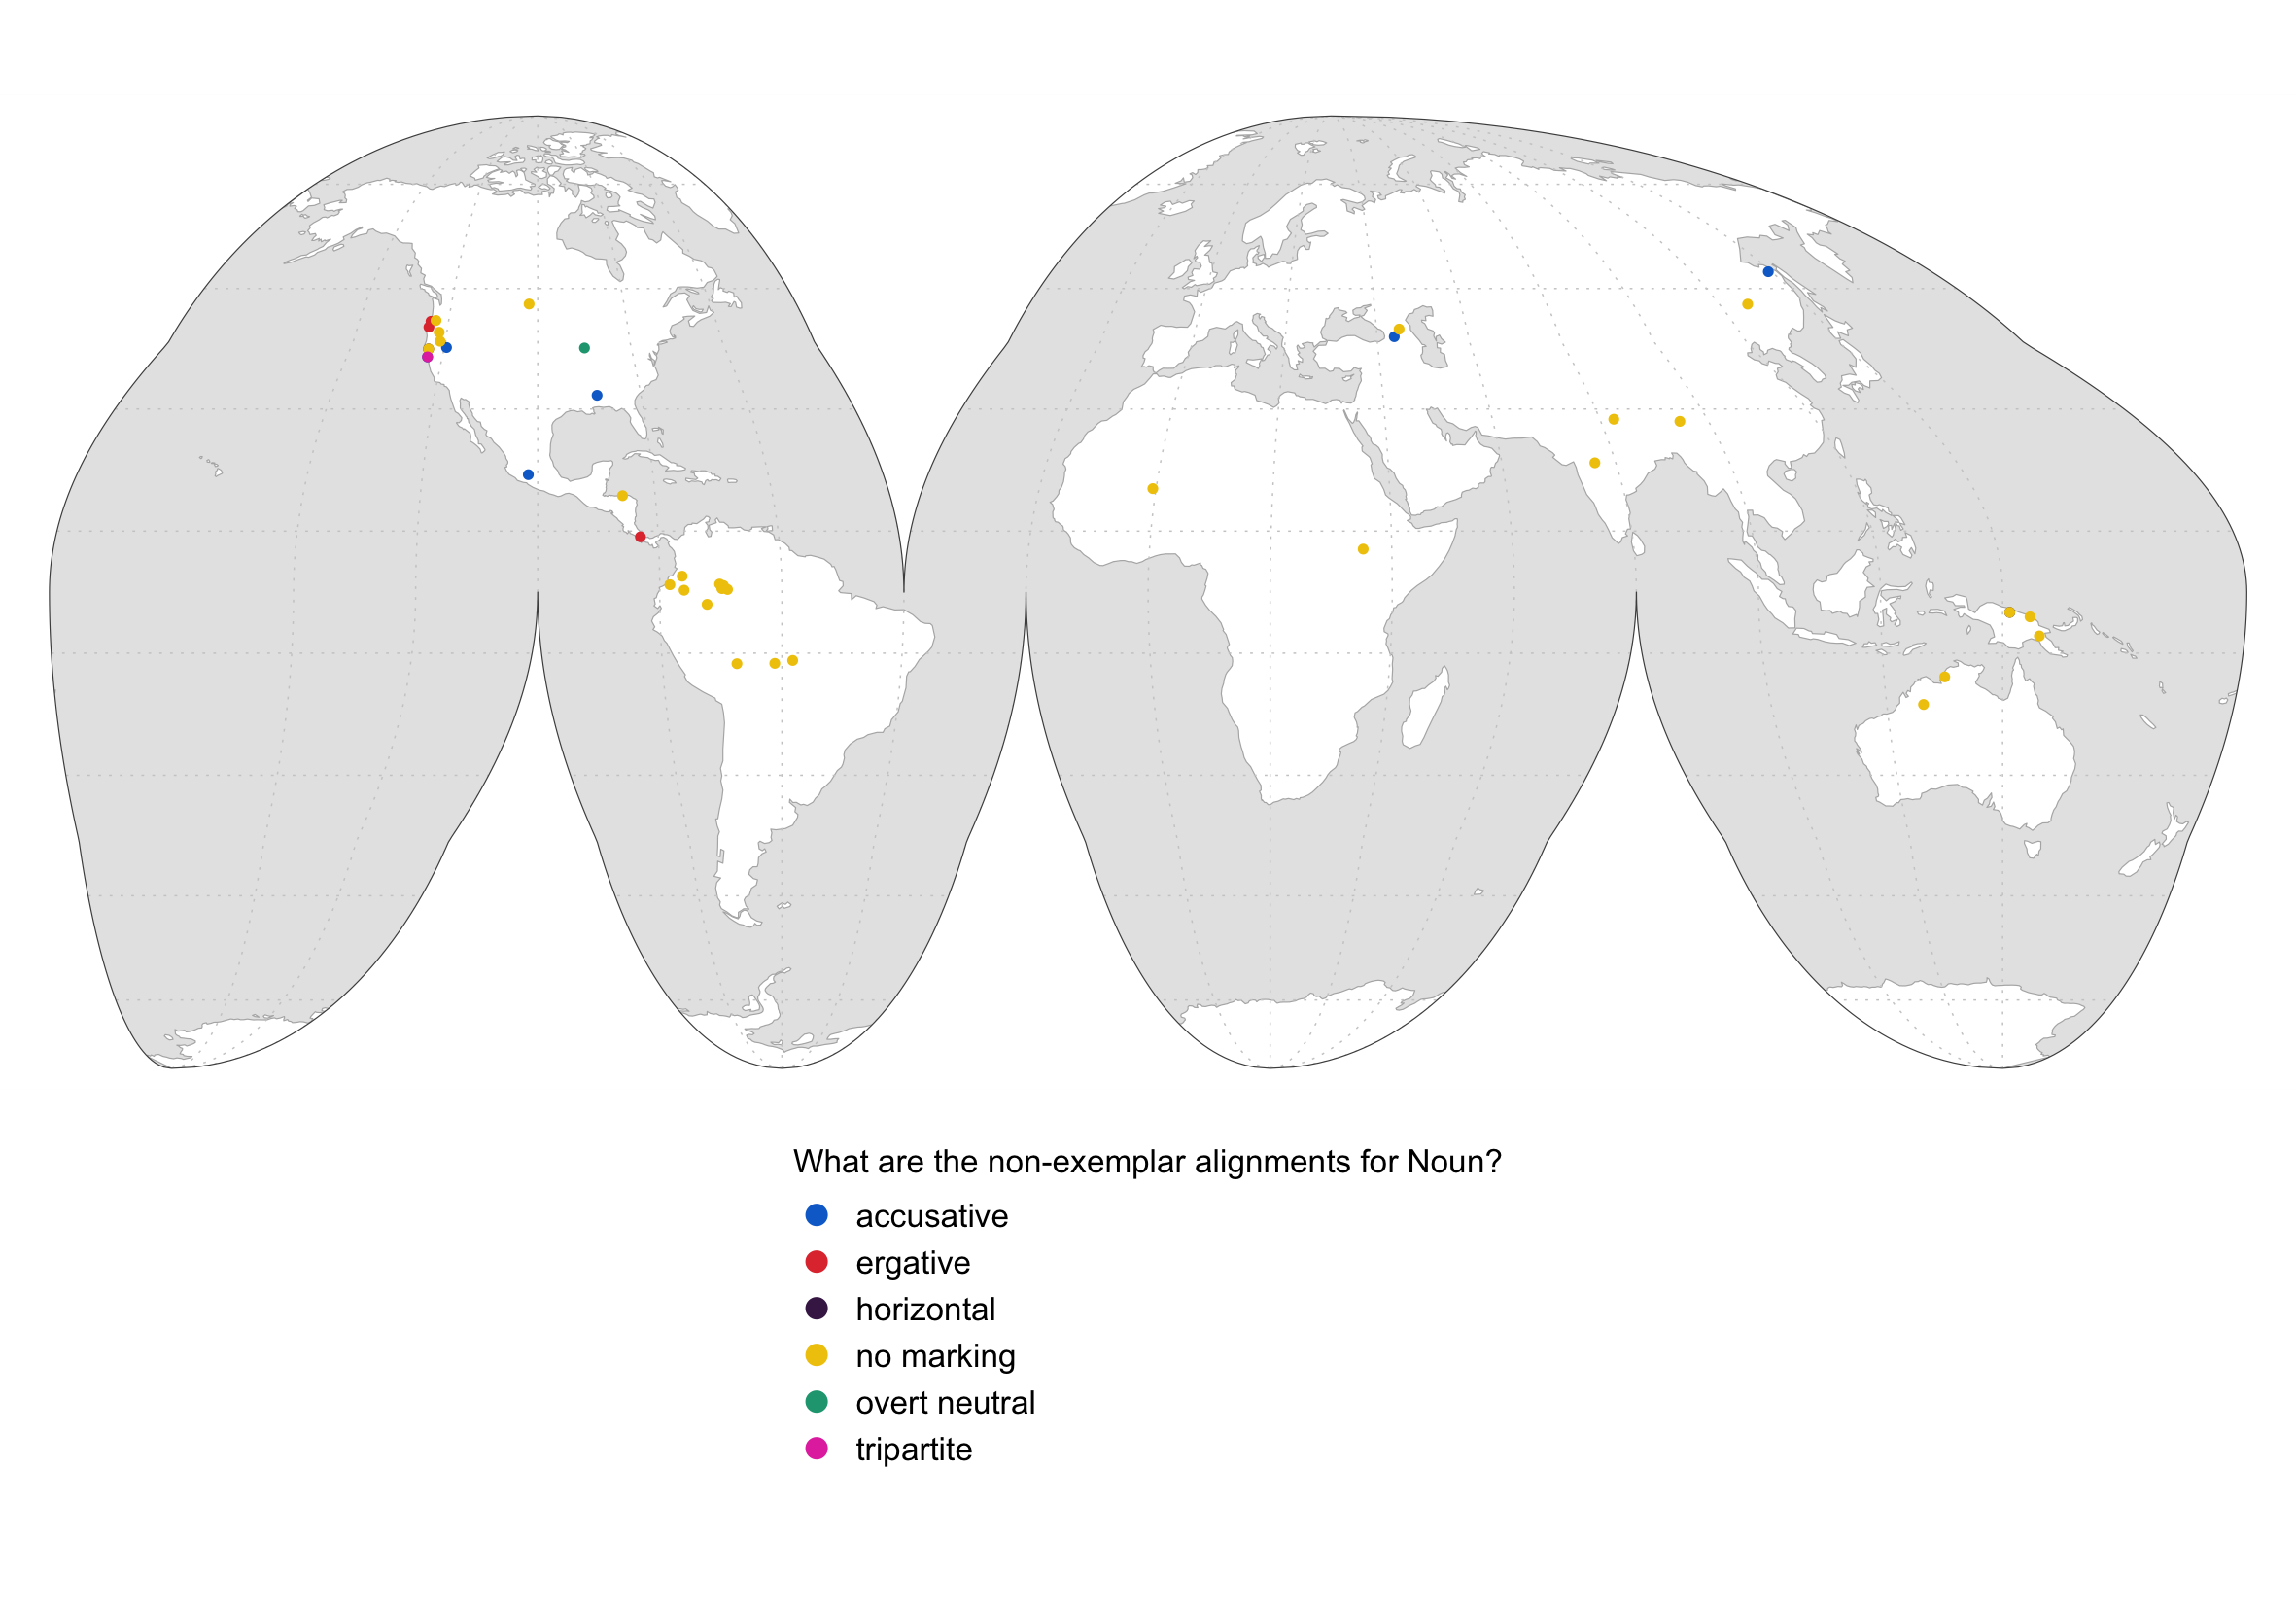 What are the non-exemplar alignments for Noun?
accusative
ergative
horizontal
no marking
overt neutral
tripartite